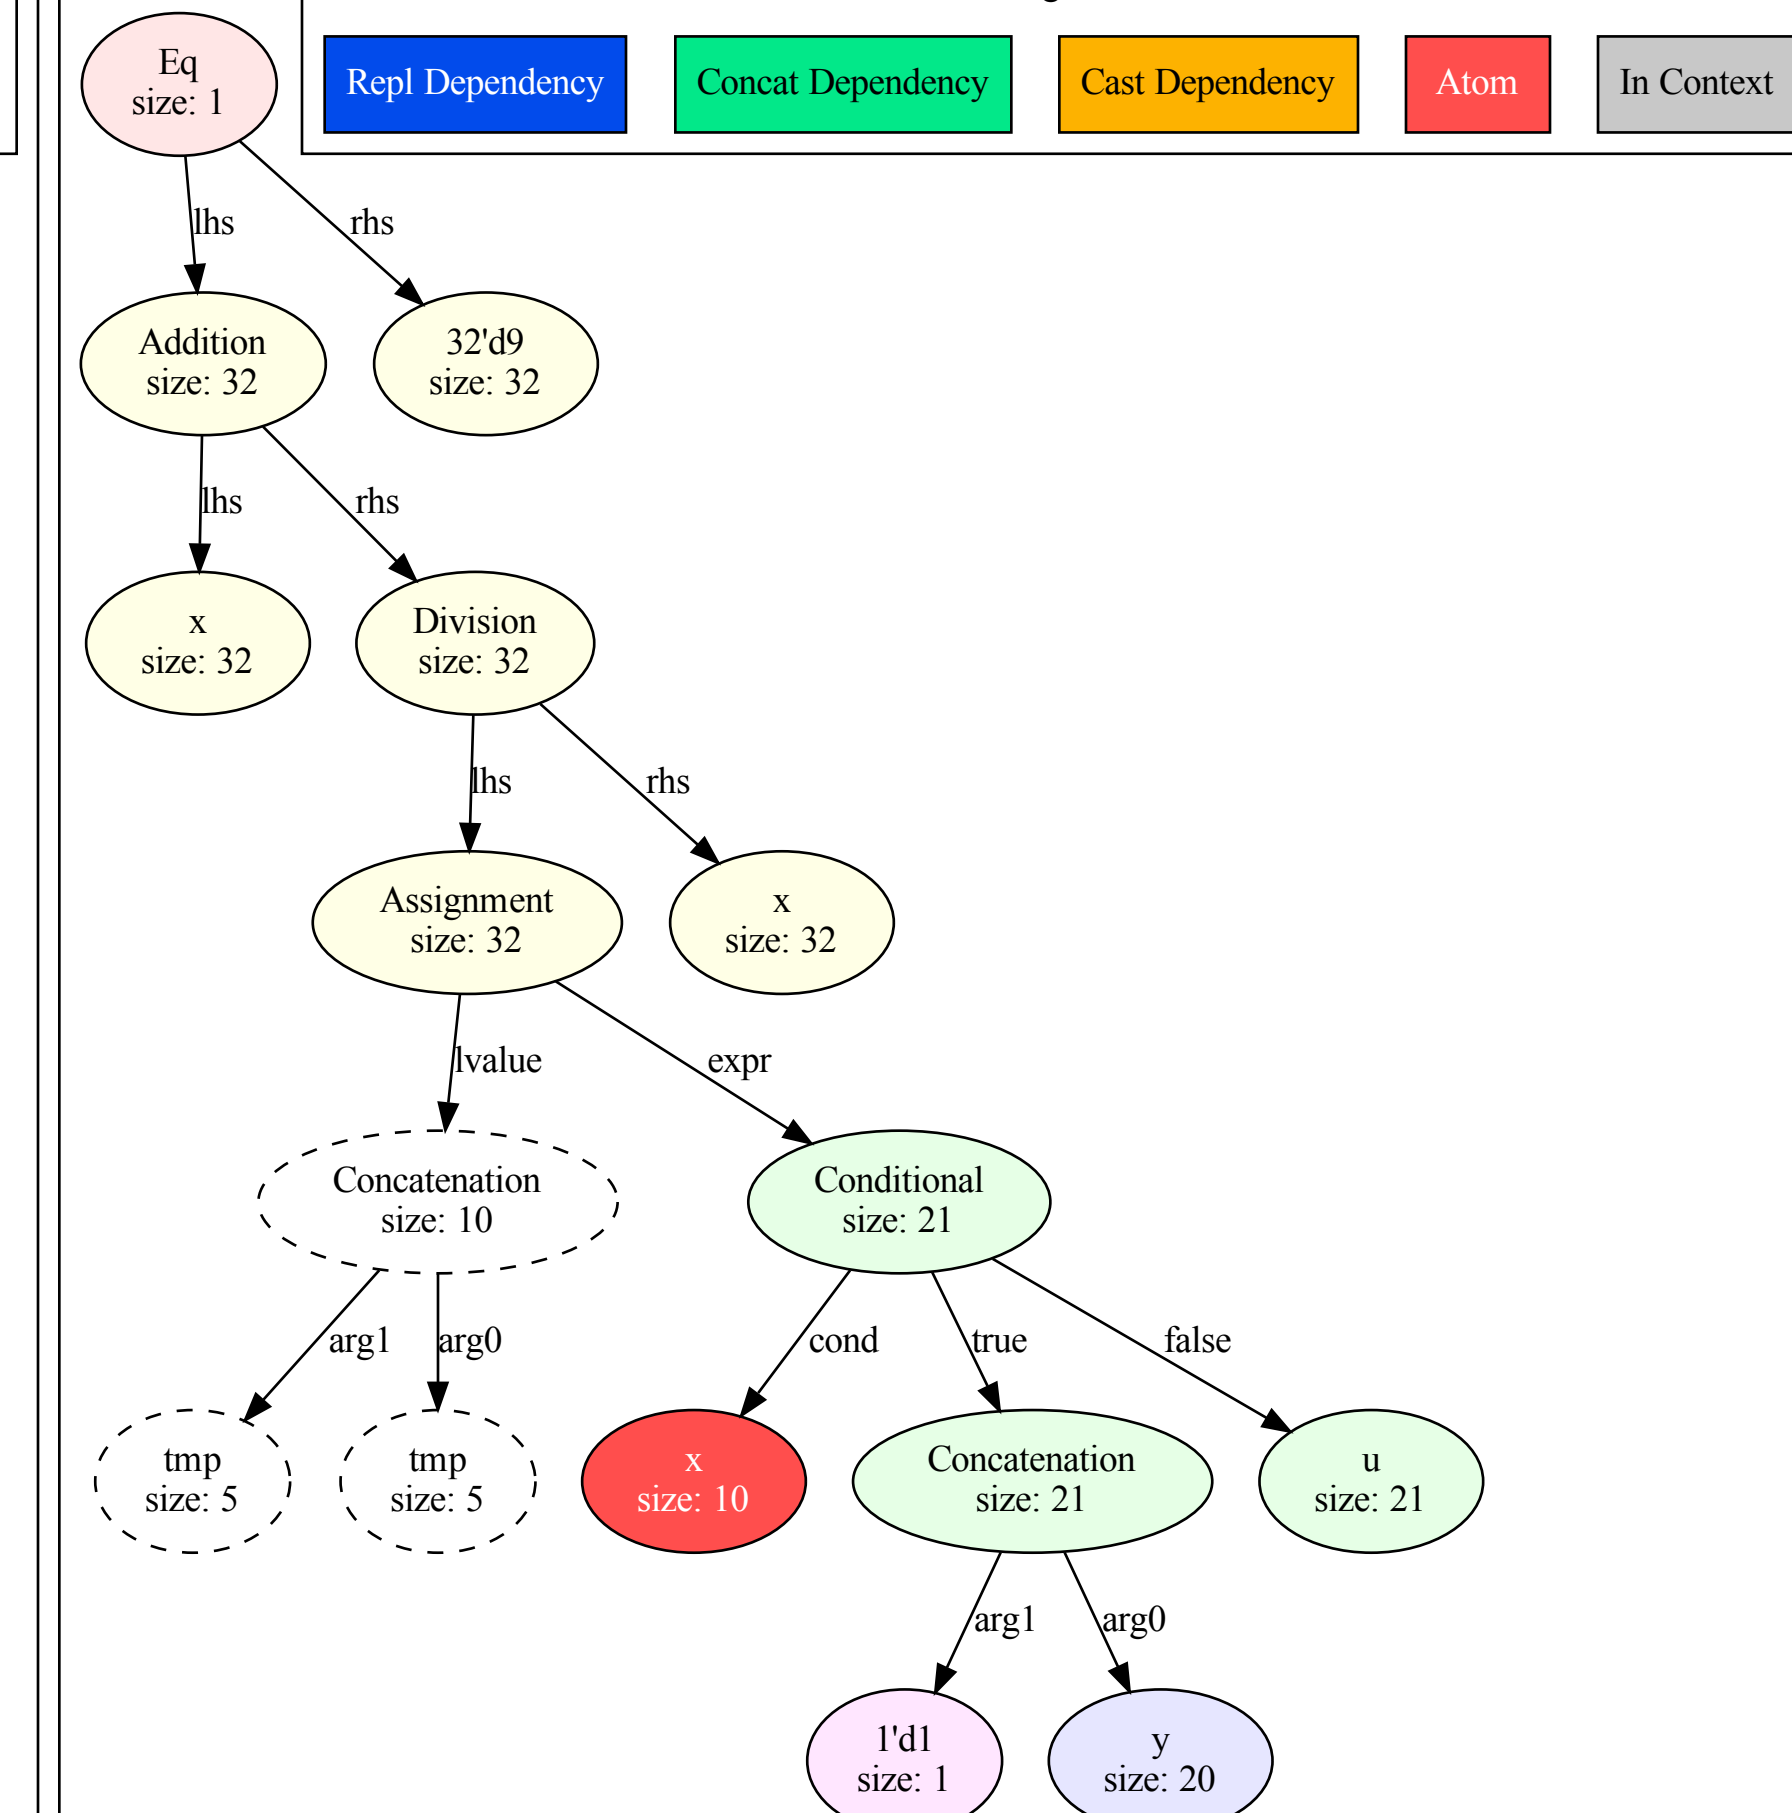 Eq
size: 1
Repl Dependency
Concat Dependency
Cast Dependency
Atom
In Context
lhs
rhs
Addition
size: 32
32'd9
size: 32
lhs
rhs
x
size: 32
Division
size: 32
lhs
rhs
Assignment
size: 32
x
size: 32
lvalue
expr
Concatenation
size: 10
Conditional
size: 21
arg1
arg0
cond
true
false
tmp
size: 5
tmp
size: 5
x
size: 10
Concatenation
size: 21
u
size: 21
arg1
arg0
1'd1
size: 1
y
size: 20